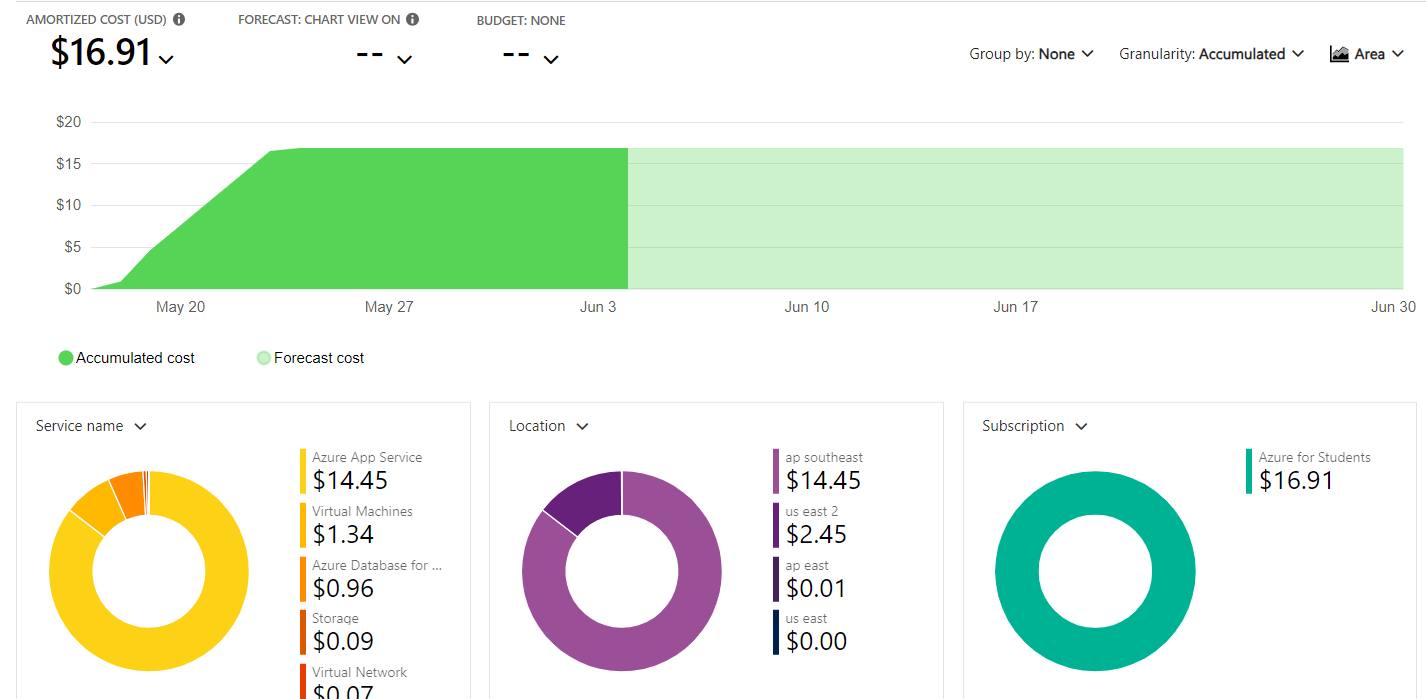 AMORTIZED COST (USD)
FORECAST: CHART VIEW ON
BUDGET: NONE
$16.91
--
--
Group by: None
Granularity: Accumulated
Area
$20
$15
$10
$5
$0
May 20
May 27
Jun 3
Jun 10
Jun 17
Jun 30
Accumulated cost
Forecast cost
Service name
Azure App Service
$14.45
Virtual Machines
$1.34
Azure Database for ...
$0.96
Storage
$0.09
Virtual Network
$0.07
Location
ap southeast
$14.45
us east 2
$2.45
ap east
$0.01
us east
$0.00
Subscription
Azure for Students
$16.91